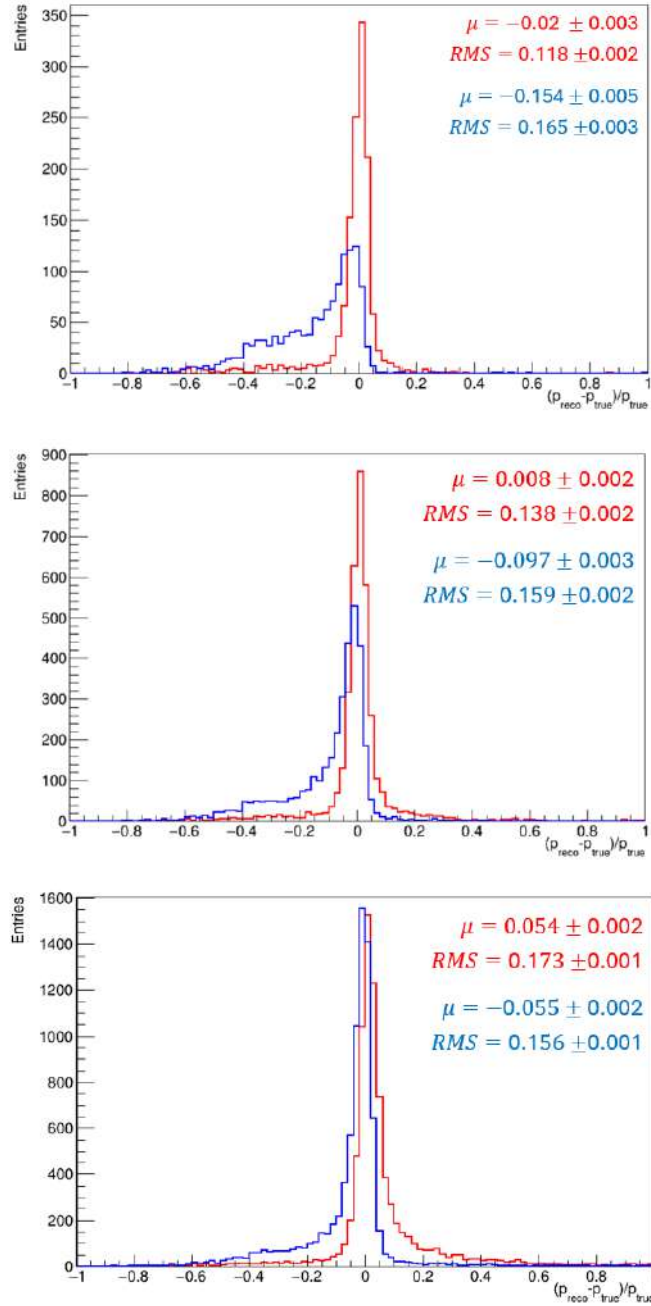 Entries
350
300
250
200
150
100
50
0
μ = −0.02 ± 0.003
RMS = 0.118 ±0.002
μ = −0.154 ± 0.005
RMS = 0.165 ±0.003
−1 −0.8 −0.6 −0.4 −0.2 0 0.2 0.4 0.6 0.8 1
(p_reco-p_true)/p_true
Entries
900
800
700
600
500
400
300
200
100
0
μ = 0.008 ± 0.002
RMS = 0.138 ±0.002
μ = −0.097 ± 0.003
RMS = 0.159 ±0.002
−1 −0.8 −0.6 −0.4 −0.2 0 0.2 0.4 0.6 0.8 1
(p_reco-p_true)/p_true
Entries
1600
1400
1200
1000
800
600
400
200
0
μ = 0.054 ± 0.002
RMS = 0.173 ±0.001
μ = −0.055 ± 0.002
RMS = 0.156 ±0.001
−1 −0.8 −0.6 −0.4 −0.2 0 0.2 0.4 0.6 0.8
(p_reco-p_true)/p_true